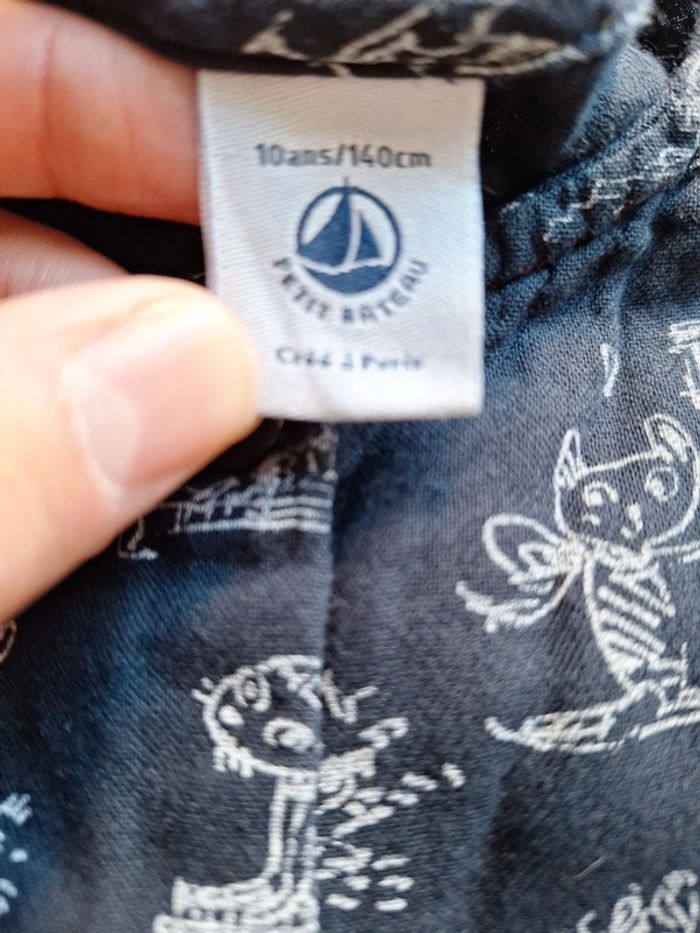 10ans/140cm
PETIT BATEAU
Créé à Paris